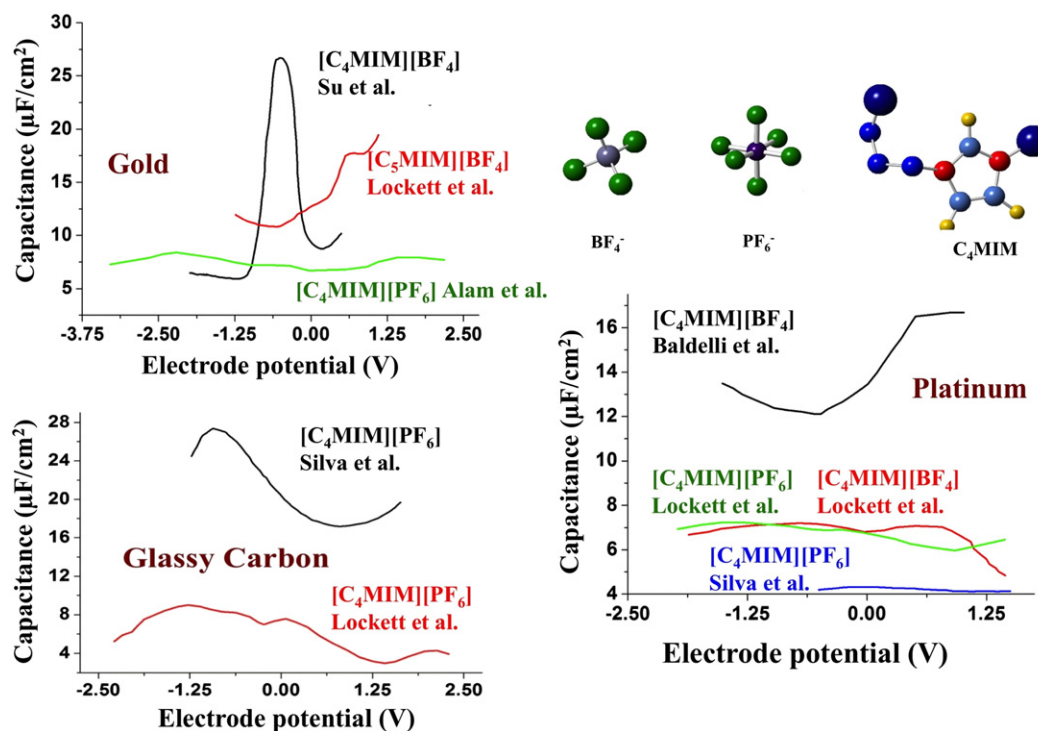 30
25
20
15
10
5
Capacitance (µF/cm²)
[C₄MIM][BF₄]
Su et al.
Gold
[C₅MIM][BF₄]
Lockett et al.
[C₄MIM][PF₆] Alam et al.
-3.75 -2.50 -1.25 0.00 1.25 2.50
Electrode potential (V)
BF₄⁻ PF₆⁻ C₄MIM
28
24
20
16
12
8
4
Capacitance (µF/cm²)
[C₄MIM][PF₆]
Silva et al.
Glassy Carbon
[C₄MIM][PF₆]
Lockett et al.
-2.50 -1.25 0.00 1.25 2.50
Electrode potential (V)
16
14
12
10
8
6
4
Capacitance (µF/cm²)
[C₄MIM][BF₄]
Baldelli et al.
Platinum
[C₄MIM][PF₆]
Lockett et al.
[C₄MIM][BF₄]
Lockett et al.
[C₄MIM][PF₆]
Silva et al.
-2.50 -1.25 0.00 1.25
Electrode potential (V)